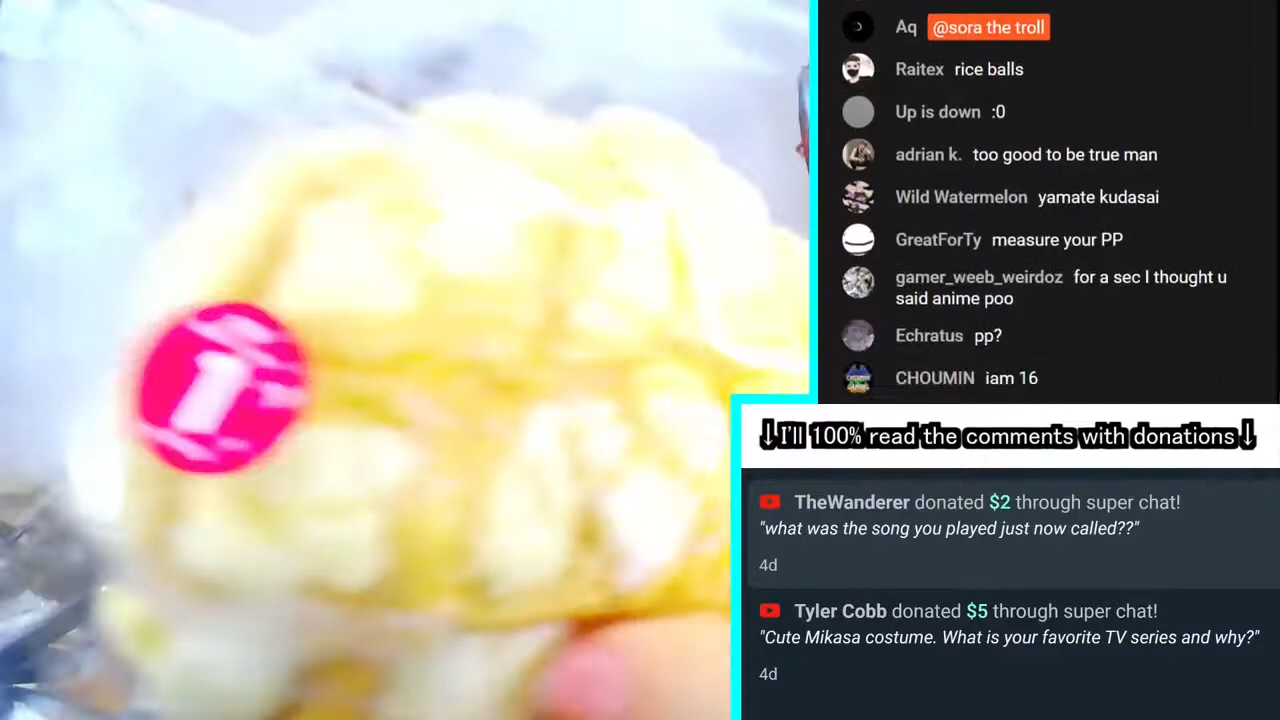 Aq @sora the troll
Raitex rice balls
Up is down :0
adrian k. too good to be true man
Wild Watermelon yamate kudasai
GreatForTy measure your PP
gamer_weeb_weirdoz for a sec I thought u
said anime poo
Echratus pp?
CHOUMIN iam 16
↓I'll 100% read the comments with donations↓
TheWanderer donated $2 through super chat!
"what was the song you played just now called??"
4d
Tyler Cobb donated $5 through super chat!
"Cute Mikasa costume. What is your favorite TV series and why?"
4d